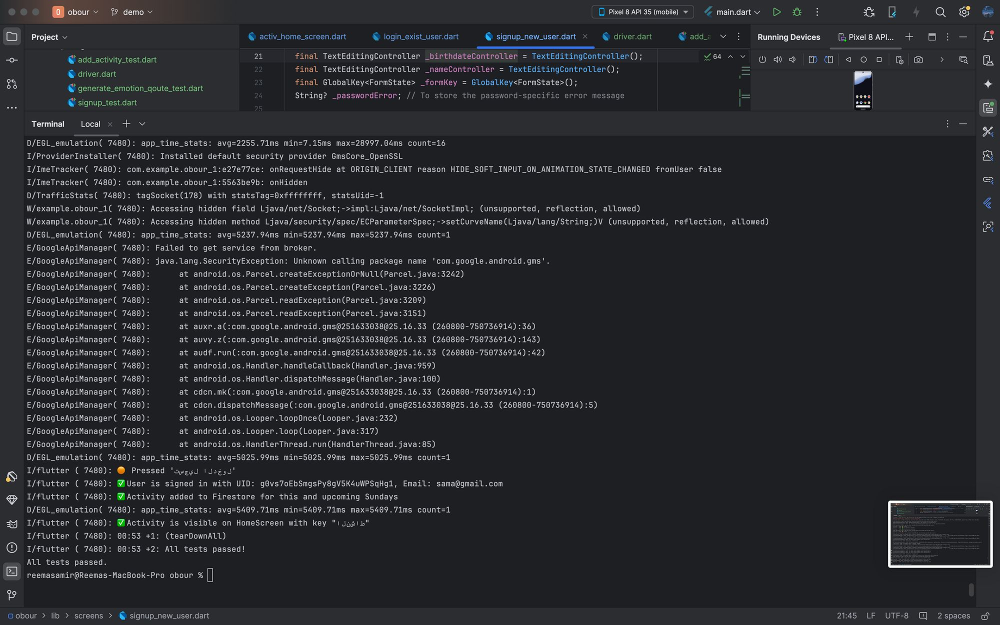 obour
demo
Pixel 8 API 35 (mobile)
main.dart
Project
activ_home_screen.dart
login_exist_user.dart
signup_new_user.dart
driver.dart
add_a
Running Devices
Pixel 8 API...
add_activity_test.dart
driver.dart
generate_emotion_qoute_test.dart
signup_test.dart
21 final TextEditingController _birthdateController = TextEditingController();
22 final TextEditingController _nameController = TextEditingController();
23 final GlobalKey<FormState> _formKey = GlobalKey<FormState>();
24 String? _passwordError; // To store the password-specific error message
25
64
Terminal
Local
D/EGL_emulation( 7480): app_time_stats: avg=2255.71ms min=7.15ms max=28997.04ms count=16
I/ProviderInstaller( 7480): Installed default security provider GmsCore_OpenSSL
I/ImeTracker( 7480): com.example.obour_1:e27e77ce: onRequestHide at ORIGIN_CLIENT reason HIDE_SOFT_INPUT_ON_ANIMATION_STATE_CHANGED fromUser false
I/ImeTracker( 7480): com.example.obour_1:5563be9b: onHidden
D/TrafficStats( 7480): tagSocket(178) with statsTag=0xffffffff, statsUid=-1
W/example.obour_1( 7480): Accessing hidden field Ljava/net/Socket;->impl:Ljava/net/SocketImpl; (unsupported, reflection, allowed)
W/example.obour_1( 7480): Accessing hidden method Ljava/security/spec/ECParameterSpec;->setCurveName(Ljava/lang/String;)V (unsupported, reflection, allowed)
D/EGL_emulation( 7480): app_time_stats: avg=5237.94ms min=5237.94ms max=5237.94ms count=1
E/GoogleApiManager( 7480): Failed to get service from broker.
E/GoogleApiManager( 7480): java.lang.SecurityException: Unknown calling package name 'com.google.android.gms'.
E/GoogleApiManager( 7480): at android.os.Parcel.createExceptionOrNull(Parcel.java:3242)
E/GoogleApiManager( 7480): at android.os.Parcel.createException(Parcel.java:3226)
E/GoogleApiManager( 7480): at android.os.Parcel.readException(Parcel.java:3209)
E/GoogleApiManager( 7480): at android.os.Parcel.readException(Parcel.java:3151)
E/GoogleApiManager( 7480): at auxr.a(:com.google.android.gms@251633038@25.16.33 (260800-750736914):36)
E/GoogleApiManager( 7480): at auvy.z(:com.google.android.gms@251633038@25.16.33 (260800-750736914):143)
E/GoogleApiManager( 7480): at audf.run(:com.google.android.gms@251633038@25.16.33 (260800-750736914):42)
E/GoogleApiManager( 7480): at android.os.Handler.handleCallback(Handler.java:959)
E/GoogleApiManager( 7480): at android.os.Handler.dispatchMessage(Handler.java:100)
E/GoogleApiManager( 7480): at cdcn.mk(:com.google.android.gms@251633038@25.16.33 (260800-750736914):1)
E/GoogleApiManager( 7480): at cdcn.dispatchMessage(:com.google.android.gms@251633038@25.16.33 (260800-750736914):5)
E/GoogleApiManager( 7480): at android.os.Looper.loopOnce(Looper.java:232)
E/GoogleApiManager( 7480): at android.os.Looper.loop(Looper.java:317)
E/GoogleApiManager( 7480): at android.os.HandlerThread.run(HandlerThread.java:85)
D/EGL_emulation( 7480): app_time_stats: avg=5025.99ms min=5025.99ms max=5025.99ms count=1
I/flutter ( 7480): 🟠 Pressed 'تسجيل الدخول'
I/flutter ( 7480): ✅User is signed in with UID: g0vs7oEbSmgsPy8gV5K4uWPSqHg1, Email: sama@gmail.com
I/flutter ( 7480): ✅Activity added to Firestore for this and upcoming Sundays
D/EGL_emulation( 7480): app_time_stats: avg=5409.71ms min=5409.71ms max=5409.71ms count=1
I/flutter ( 7480): ✅Activity is visible on HomeScreen with key "النشاط"
I/flutter ( 7480): 00:53 +1: (tearDownAll)
I/flutter ( 7480): 00:53 +2: All tests passed!
All tests passed.
reemasamir@Reemas-MacBook-Pro obour %
obour > lib > screens > signup_new_user.dart
21:45 LF UTF-8 2 spaces